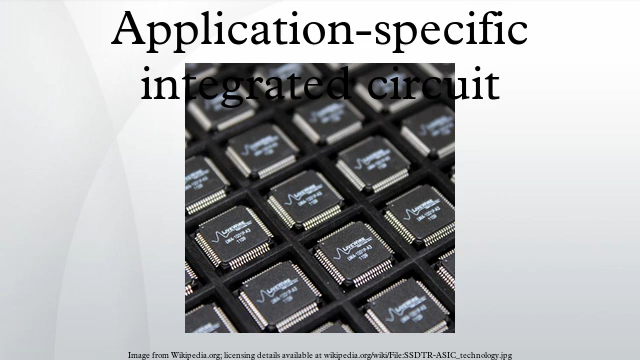 Application-specific
integrated circuit
Image from Wikipedia.org; licensing details available at wikipedia.org/wiki/File:SSDTR-ASIC_technology.jpg